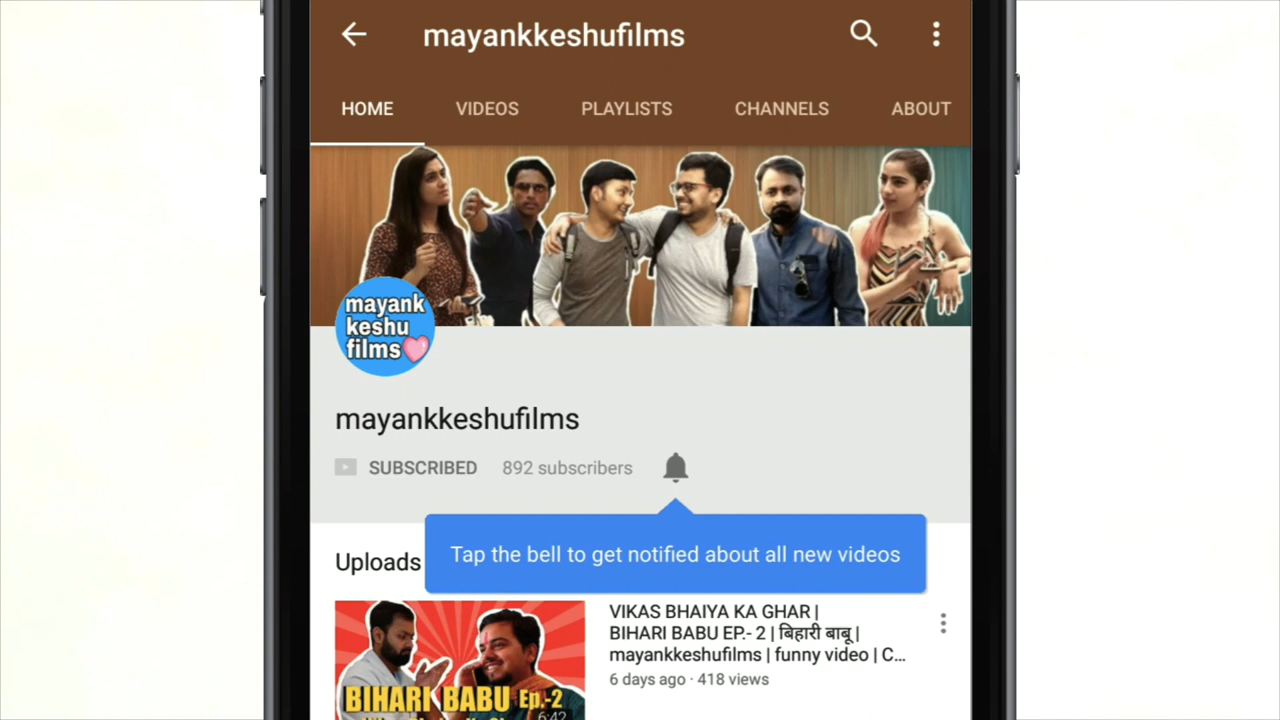 mayankkeshufilms
HOME VIDEOS PLAYLISTS CHANNELS ABOUT
mayank
keshu
films
mayankkeshufilms
SUBSCRIBED 892 subscribers
Tap the bell to get notified about all new videos
Uploads
VIKAS BHAIYA KA GHAR |
BIHARI BABU EP.- 2 | बिहारी बाबू |
mayankkeshufilms | funny video | C...
6 days ago · 418 views
BIHARI BABU Ep.-2
6:42